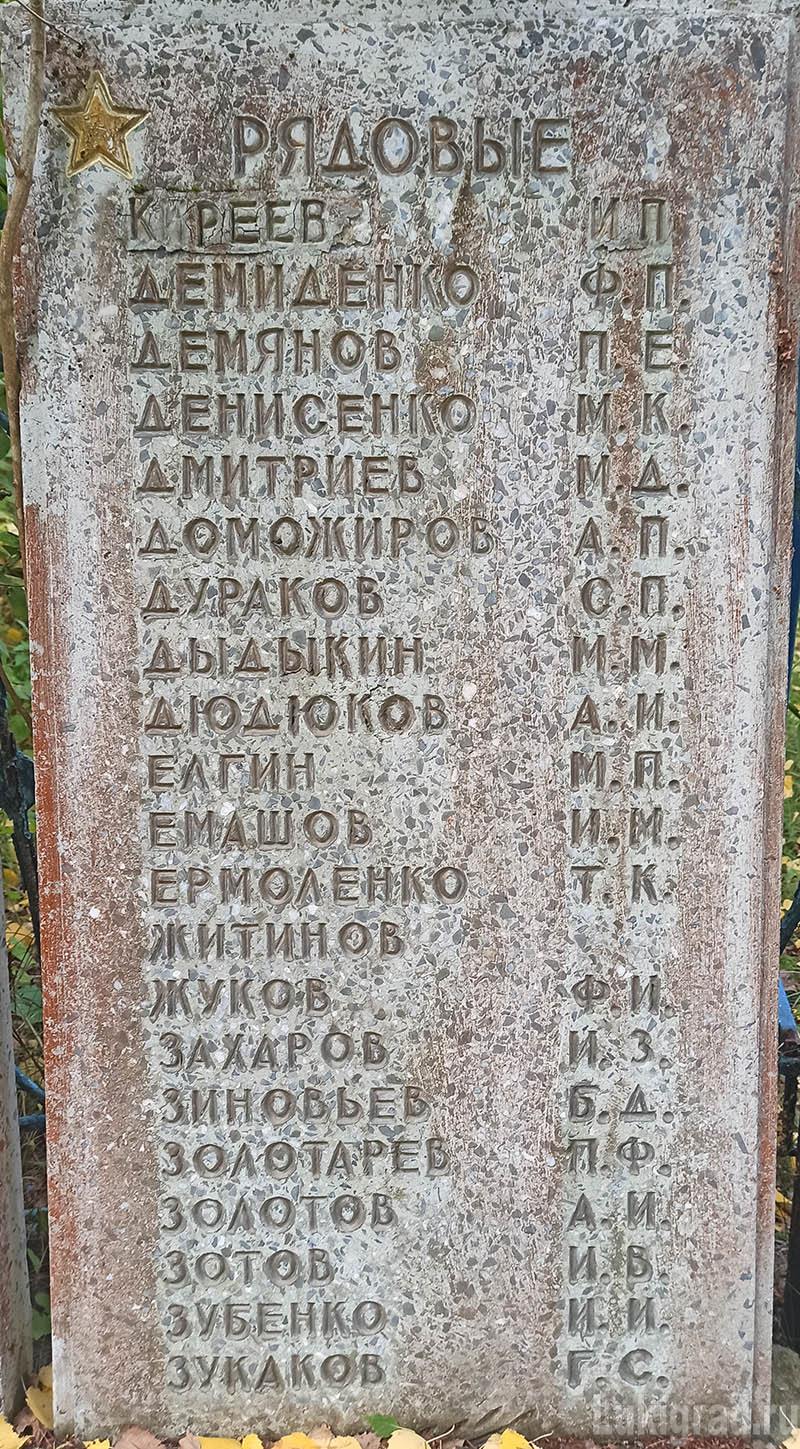 РЯДОВЫЕ
КИРЕЕВ И П
ДЕМИДЕНКО Ф.П.
ДЕМЯНОВ П.Е.
ДЕНИСЕНКО М.К.
ДМИТРИЕВ М.Д.
ДОМОЖИРОВ А.П.
ДУРАКОВ С.П.
ДЫДЫКИН М.М.
ДЮДЮКОВ А.И.
ЕЛГИН М.П.
ЕМАШОВ И.М.
ЕРМОЛЕНКО Т.К.
ЖИТИНОВ
ЖУКОВ Ф.И.
ЗАХАРОВ И.З.
ЗИНОВЬЕВ Б.Д.
ЗОЛОТАРЕВ П.Ф.
ЗОЛОТОВ А.И.
ЗОТОВ И.В.
ЗУБЕНКО И.И.
ЗУКАКОВ Г.С.